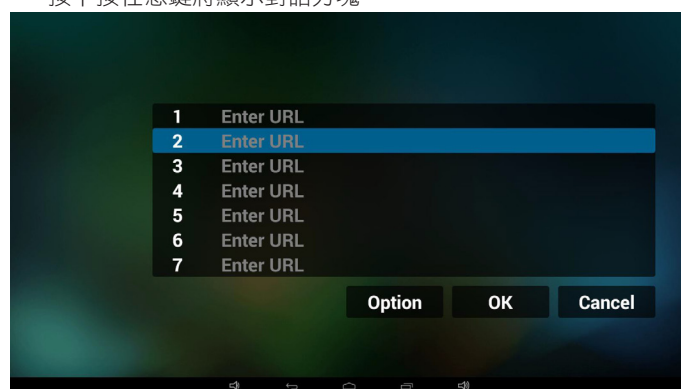 1 Enter URL
2 Enter URL
3 Enter URL
4 Enter URL
5 Enter URL
6 Enter URL
7 Enter URL
Option OK Cancel